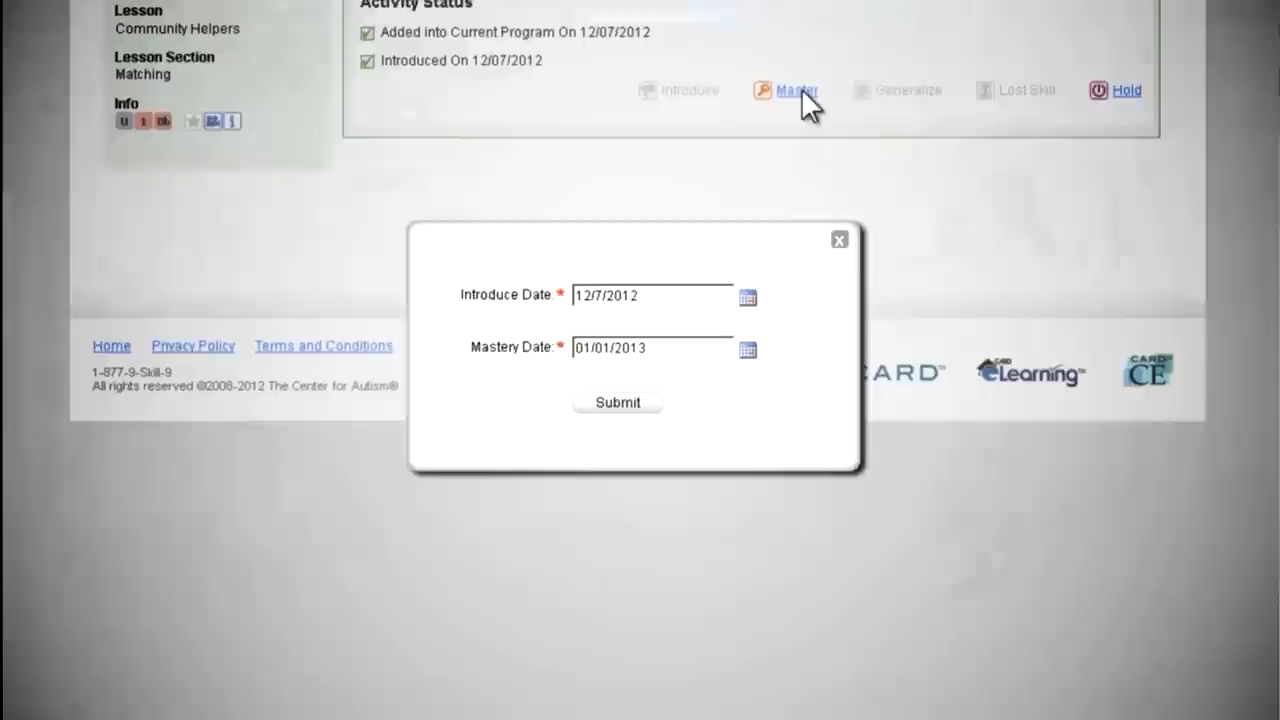 Lesson
Community Helpers
Lesson Section
Matching
Info
Activity Status
Added into Current Program On 12/07/2012
Introduced On 12/07/2012
Introduce Master Generalize Lost Skill Hold
X
Introduce Date:* 12/7/2012
Mastery Date:* 01/01/2013
Submit
Home Privacy Policy Terms and Conditions
1-877-9-Skill-9
All rights reserved ©2008-2012 The Center for Autism®
CARD™
CARD eLearning™
CARD™ CE